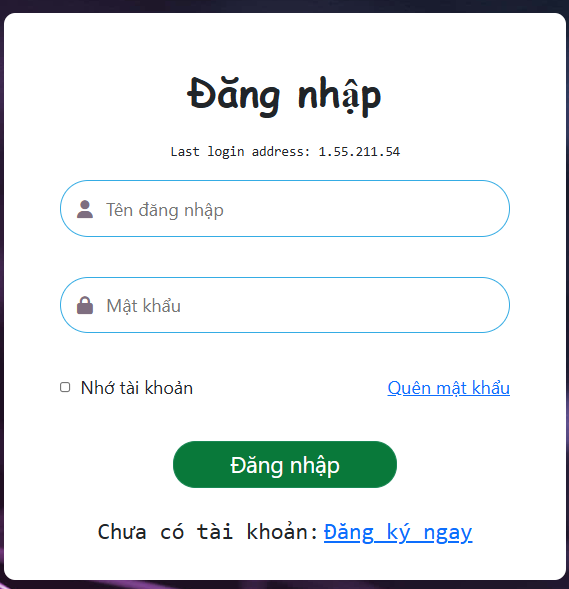 Đăng nhập
Last login address: 1.55.211.54
Tên đăng nhập
Mật khẩu
Nhớ tài khoản Quên mật khẩu
Đăng nhập
Chưa có tài khoản: Đăng ký ngay